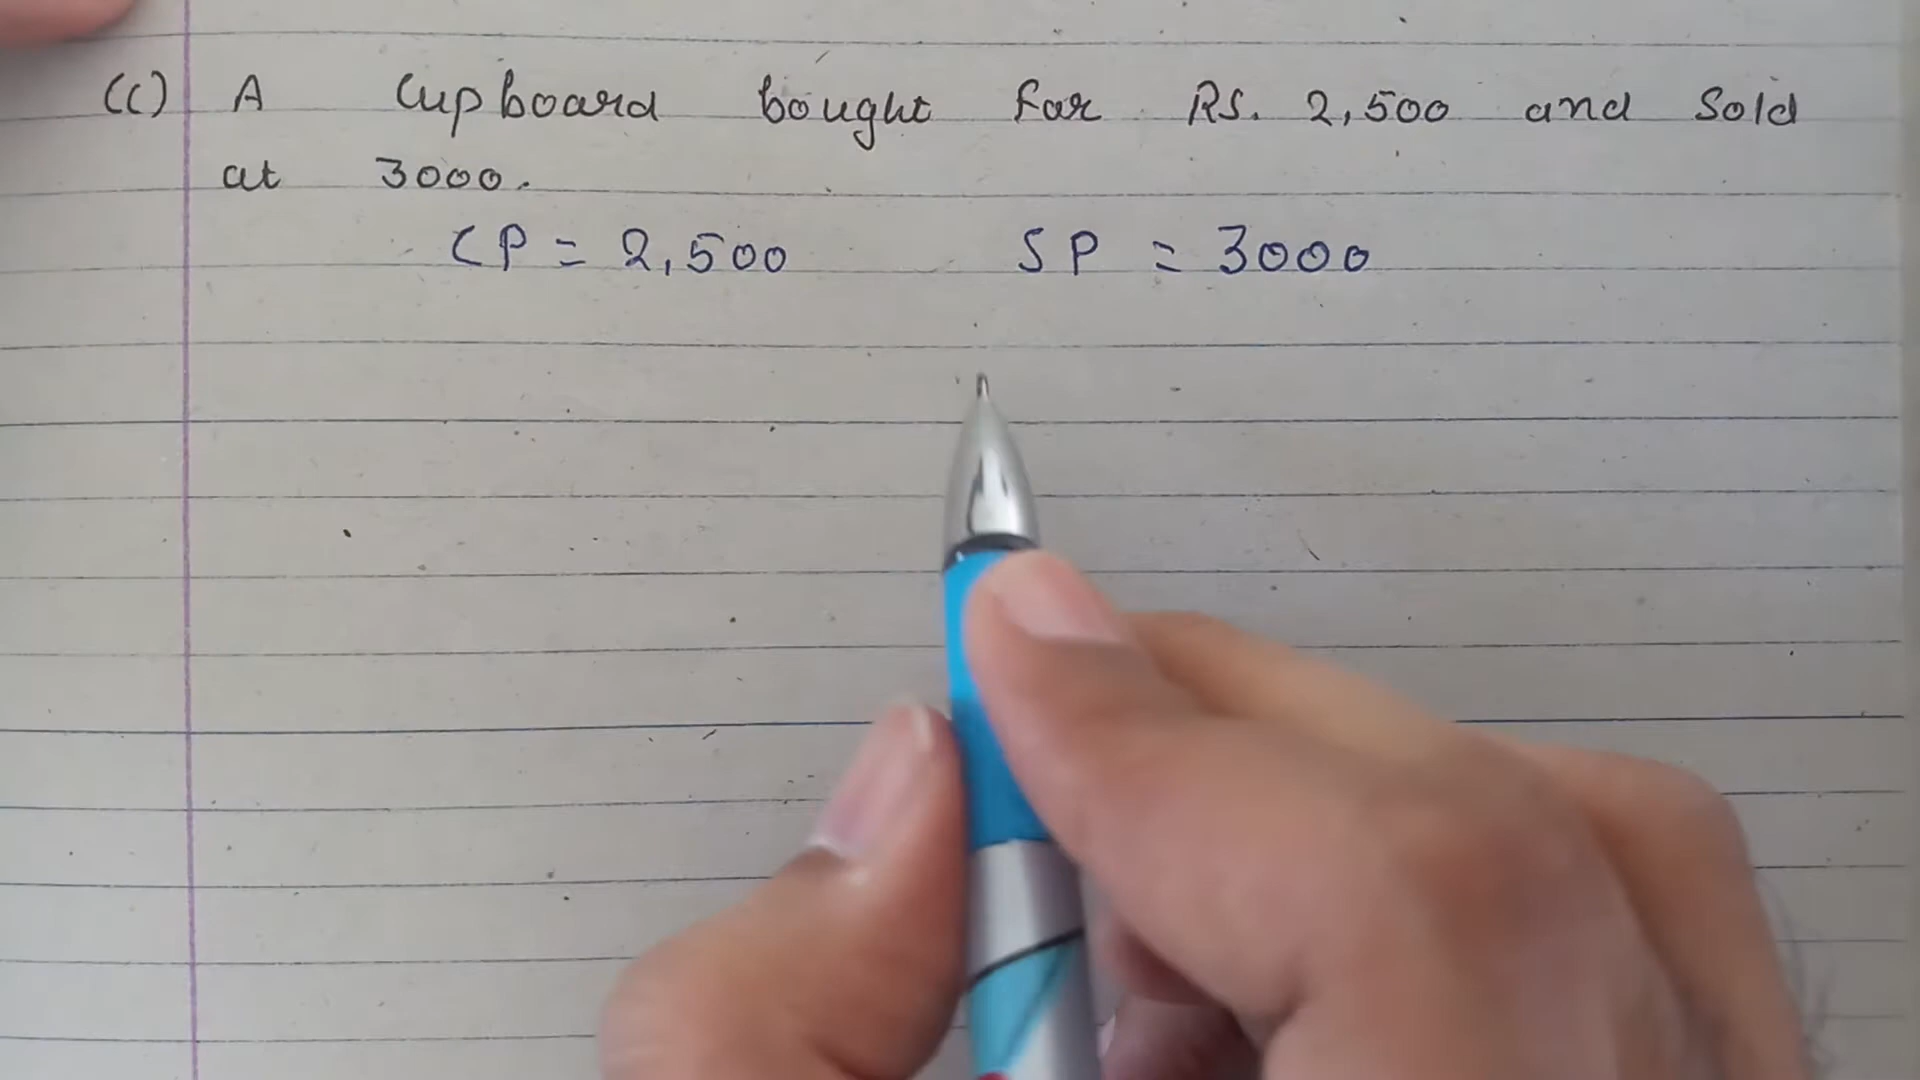 (C) A Cupboard bought for RS. 2,500 and Sold
at 3000.
CP = 2,500 SP = 3000